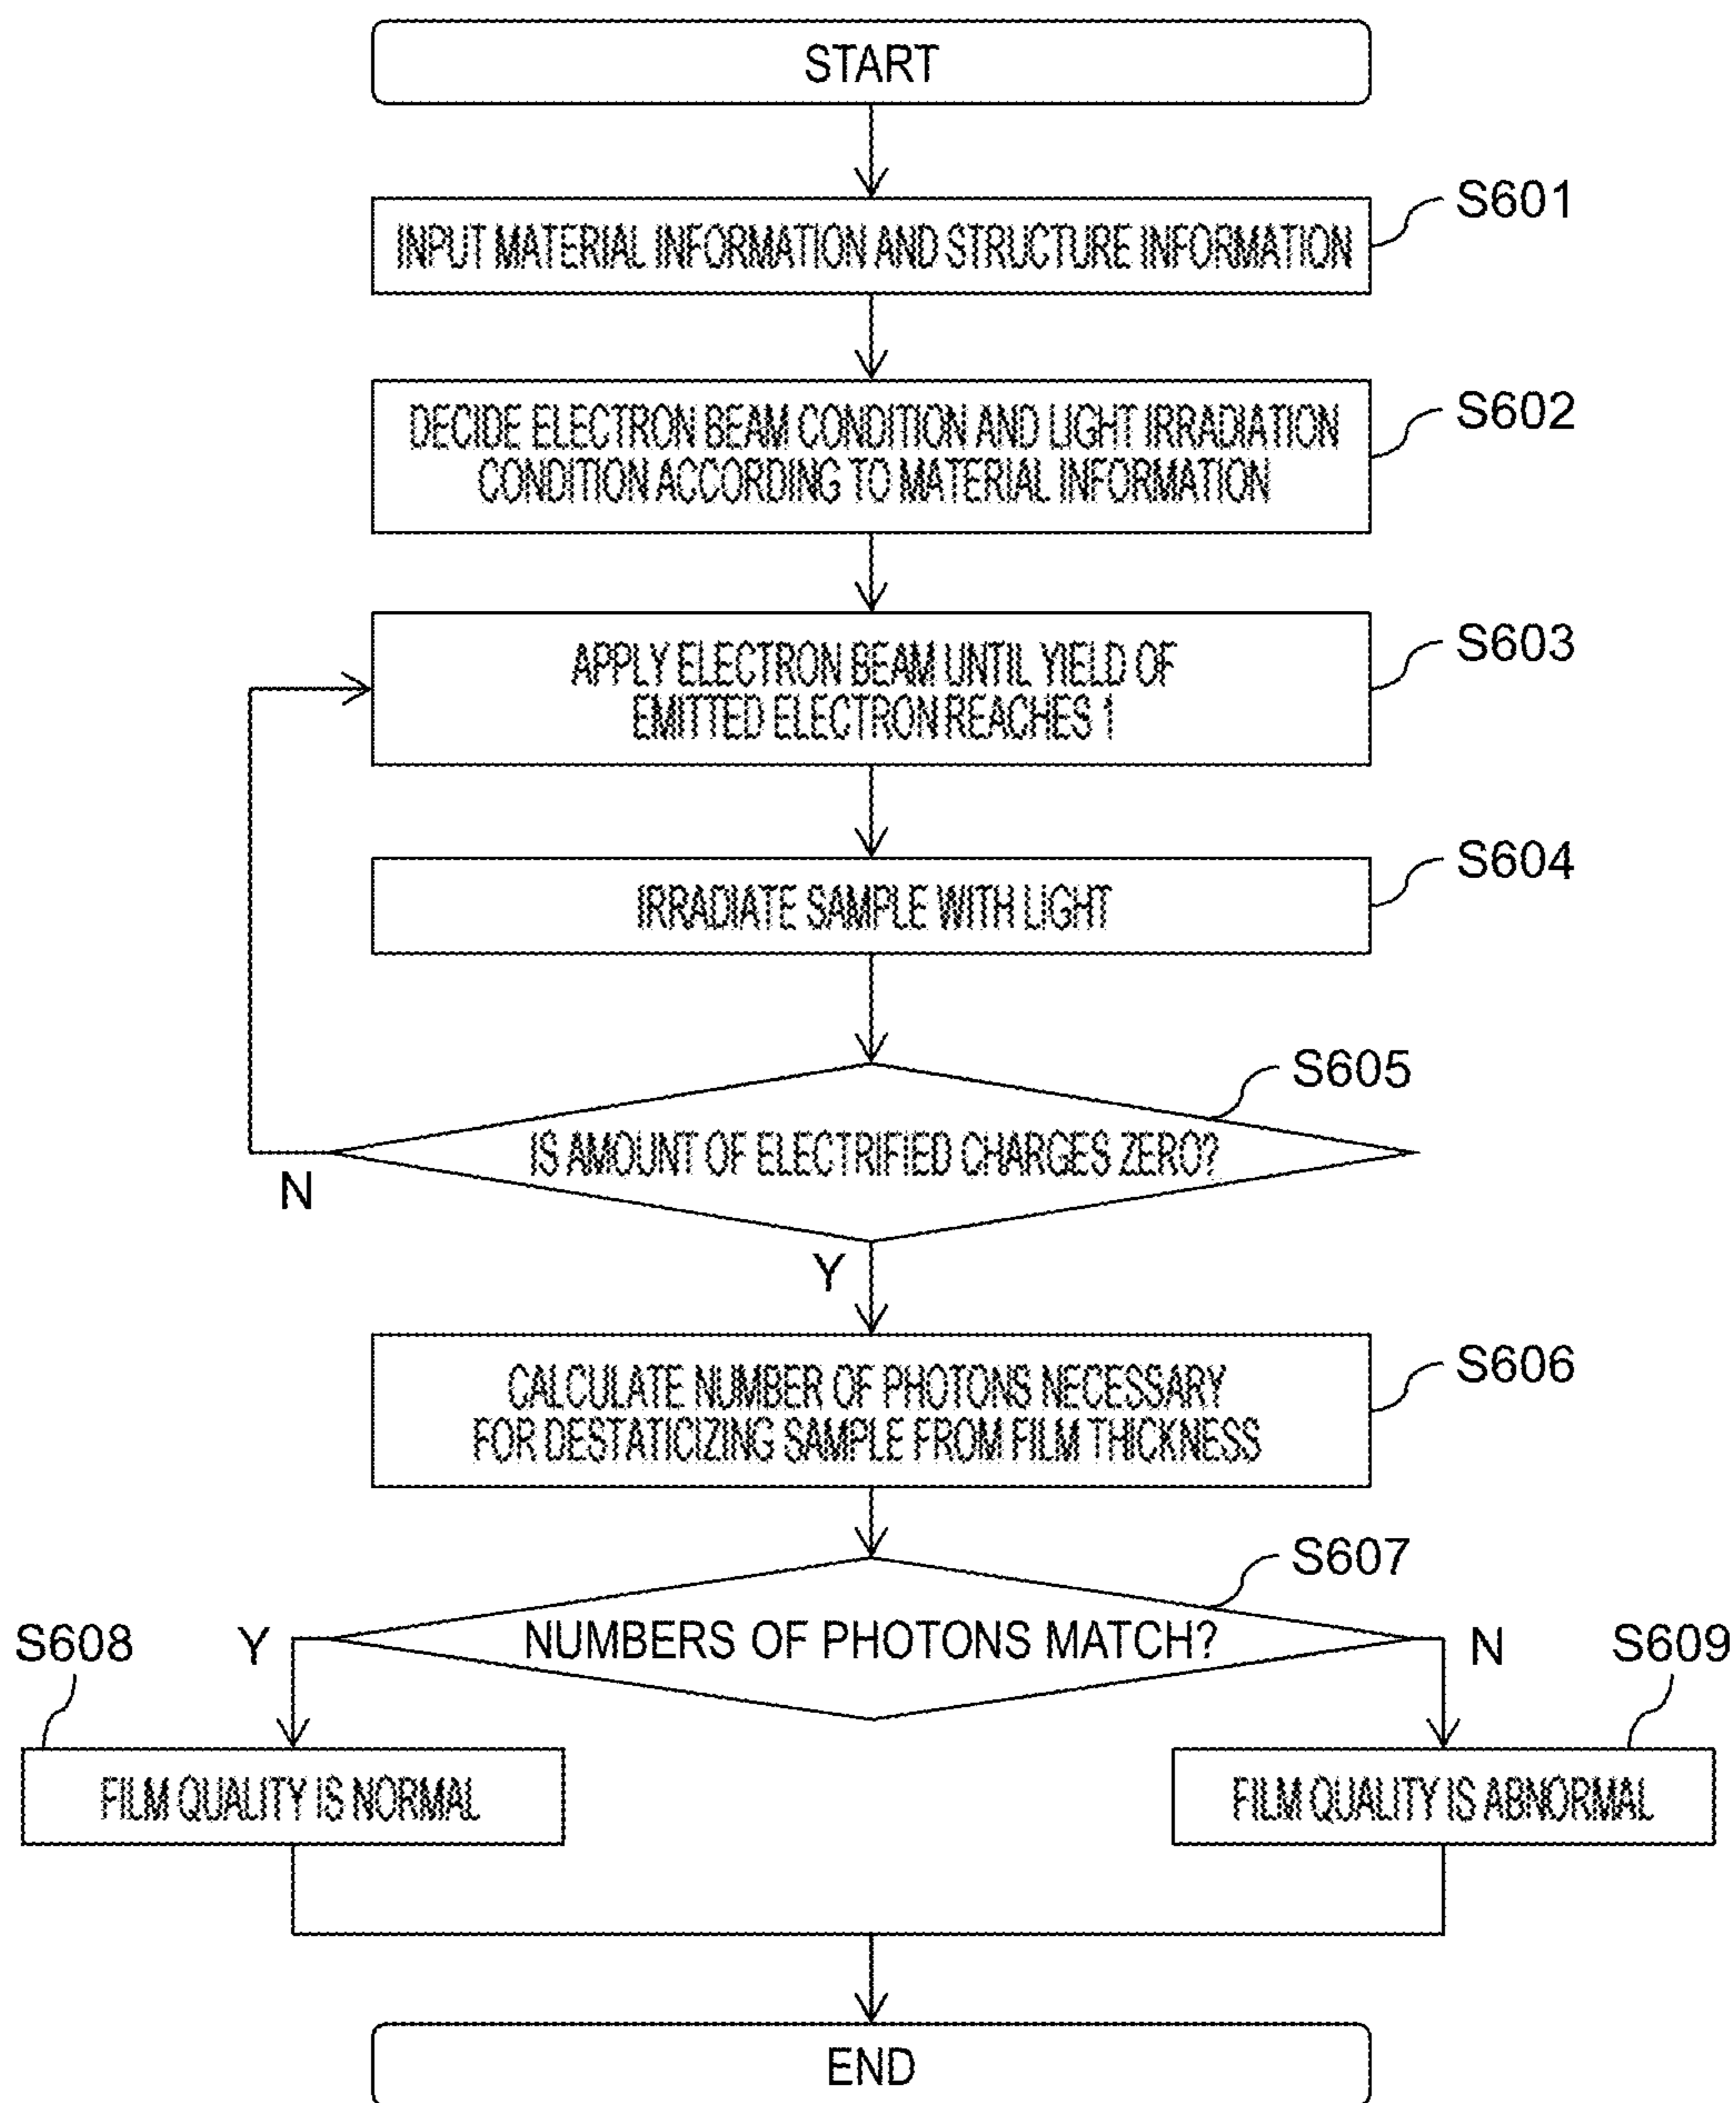 START
S601
INPUT MATERIAL INFORMATION AND STRUCTURE INFORMATION
S602
DECIDE ELECTRON BEAM CONDITION AND LIGHT IRRADIATION
CONDITION ACCORDING TO MATERIAL INFORMATION
S603
APPLY ELECTRON BEAM UNTIL YIELD OF
EMITTED ELECTRON REACHES 1
S604
IRRADIATE SAMPLE WITH LIGHT
S605
IS AMOUNT OF ELECTRIFIED CHARGES ZERO?
N
Y
S606
CALCULATE NUMBER OF PHOTONS NECESSARY
FOR DESTATICIZING SAMPLE FROM FILM THICKNESS
S607
NUMBERS OF PHOTONS MATCH?
S608
Y
N
S609
FILM QUALITY IS NORMAL
FILM QUALITY IS ABNORMAL
END